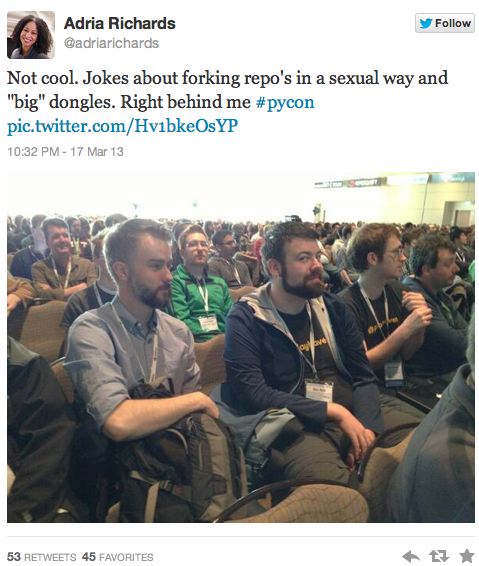 Adria Richards
@adriarichards
Follow
Not cool. Jokes about forking repo's in a sexual way and
"big" dongles. Right behind me #pycon
pic.twitter.com/Hv1bkeOsYP
10:32 PM - 17 Mar 13
53 RETWEETS 45 FAVORITES